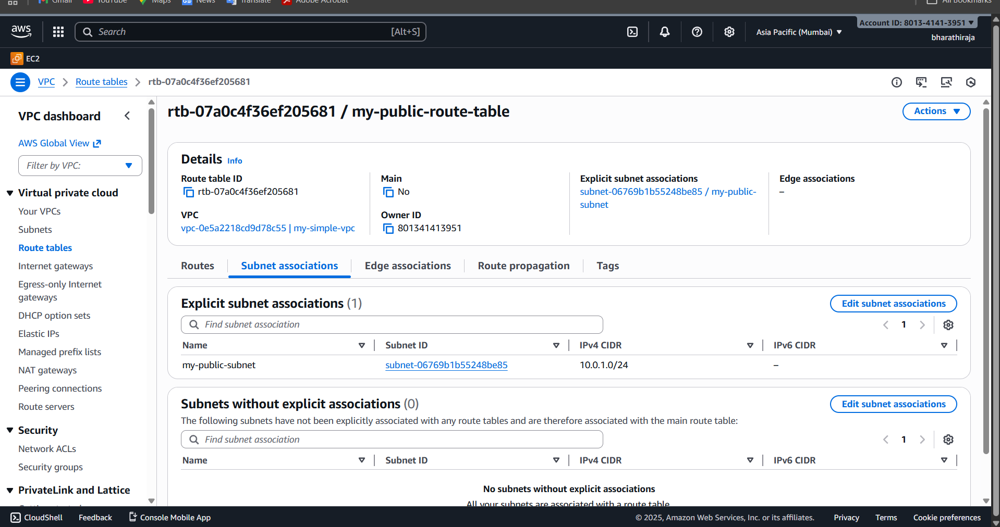 Gmail YouTube Maps News Translate Adobe Acrobat All Bookmarks
aws Search [Alt+S] Asia Pacific (Mumbai) Account ID: 8013-4141-3951
bharathiraja
EC2
VPC Route tables rtb-07a0c4f36ef205681
VPC dashboard
AWS Global View
Filter by VPC:
Virtual private cloud
Your VPCs
Subnets
Route tables
Internet gateways
Egress-only Internet
gateways
DHCP option sets
Elastic IPs
Managed prefix lists
NAT gateways
Peering connections
Route servers
Security
Network ACLs
Security groups
PrivateLink and Lattice
rtb-07a0c4f36ef205681 / my-public-route-table
Actions
Details Info
Route table ID
rtb-07a0c4f36ef205681
Main
No
Explicit subnet associations
subnet-06769b1b55248be85 / my-public-
subnet
Edge associations
–
VPC
vpc-0e5a2218cd9d78c55 | my-simple-vpc
Owner ID
801341413951
Routes Subnet associations Edge associations Route propagation Tags
Explicit subnet associations (1)
Edit subnet associations
Find subnet association
1
Name Subnet ID IPv4 CIDR IPv6 CIDR
my-public-subnet subnet-06769b1b55248be85 10.0.1.0/24 –
Subnets without explicit associations (0)
Edit subnet associations
The following subnets have not been explicitly associated with any route tables and are therefore associated with the main route table:
Find subnet association
1
Name Subnet ID IPv4 CIDR IPv6 CIDR
No subnets without explicit associations
All your subnets are associated with a route table
CloudShell Feedback Console Mobile App © 2025, Amazon Web Services, Inc. or its affiliates. Privacy Terms Cookie preferences